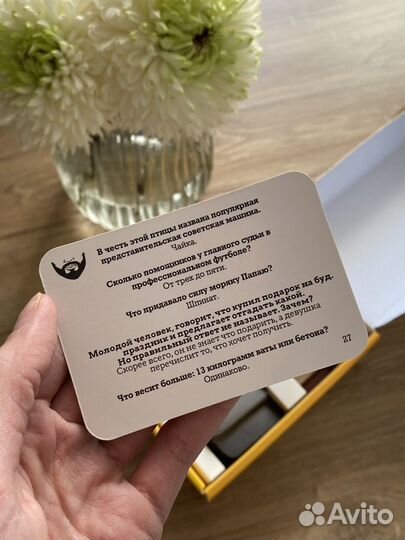 В честь этой птицы названа популярная
представительская советская машина.
Чайка.
Сколько помощников у главного судьи в
профессиональном футболе?
От трех до пяти.
Что придавало силу моряку Папаю?
Шпинат.
Молодой человек, говорит, что купил подарок на буд.
праздник и предлагает отгадать какой.
Но правильный ответ не называет. Зачем?
Скорее всего, он не знает что подарить, а девушка
перечислит то, что хочет получить.
Что весит больше: 13 килограмм ваты или бетона?
Одинаково.
27
Avito